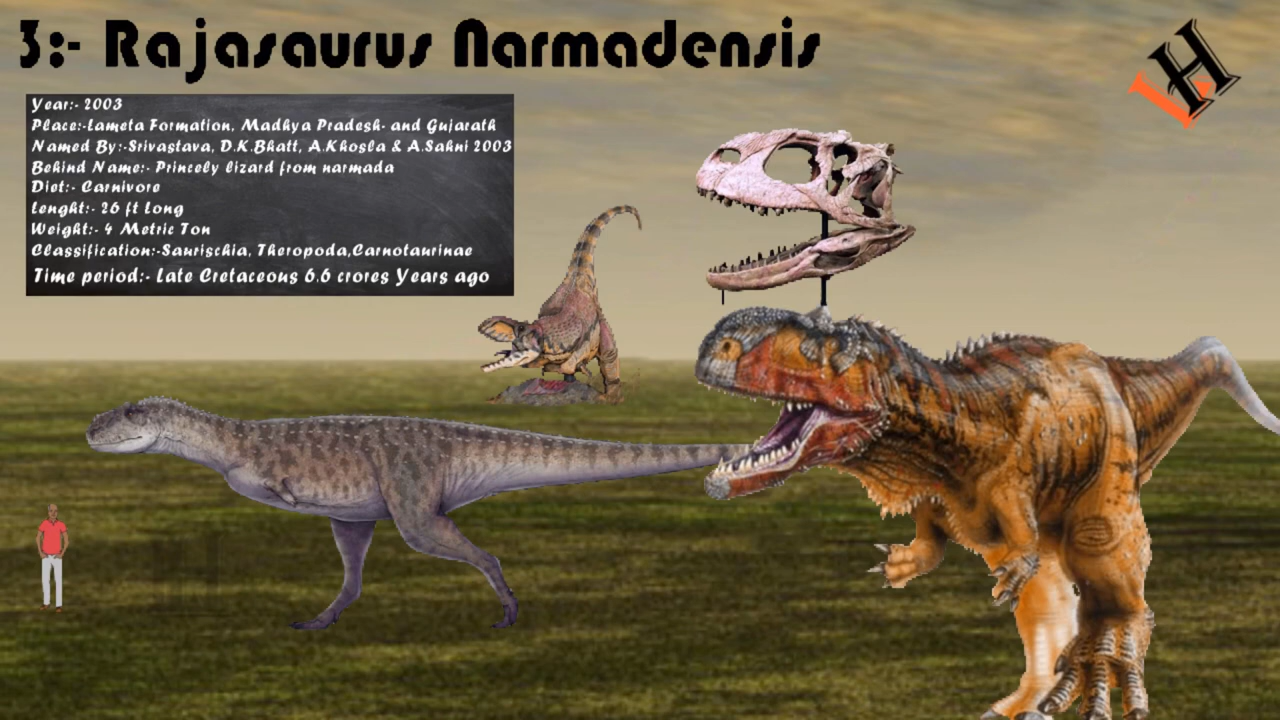 3:- Rajasaurus Narmadensis
VH
Year:- 2003
Place:-Lameta Formation, Madhya Pradesh- and Gujarath
Named By:-Srivastava, D.K.Bhatt, A.Khosla & A.Sahni 2003
Behind Name:- Princely lizard from narmada
Diet:- Carnivore
Lenght:- 26 ft Long
Weight:- 4 Metric Ton
Classification:-Saurischia, Theropoda,Carnotaurinae
Time period:- Late Cretaceous 6.6 crores Years ago